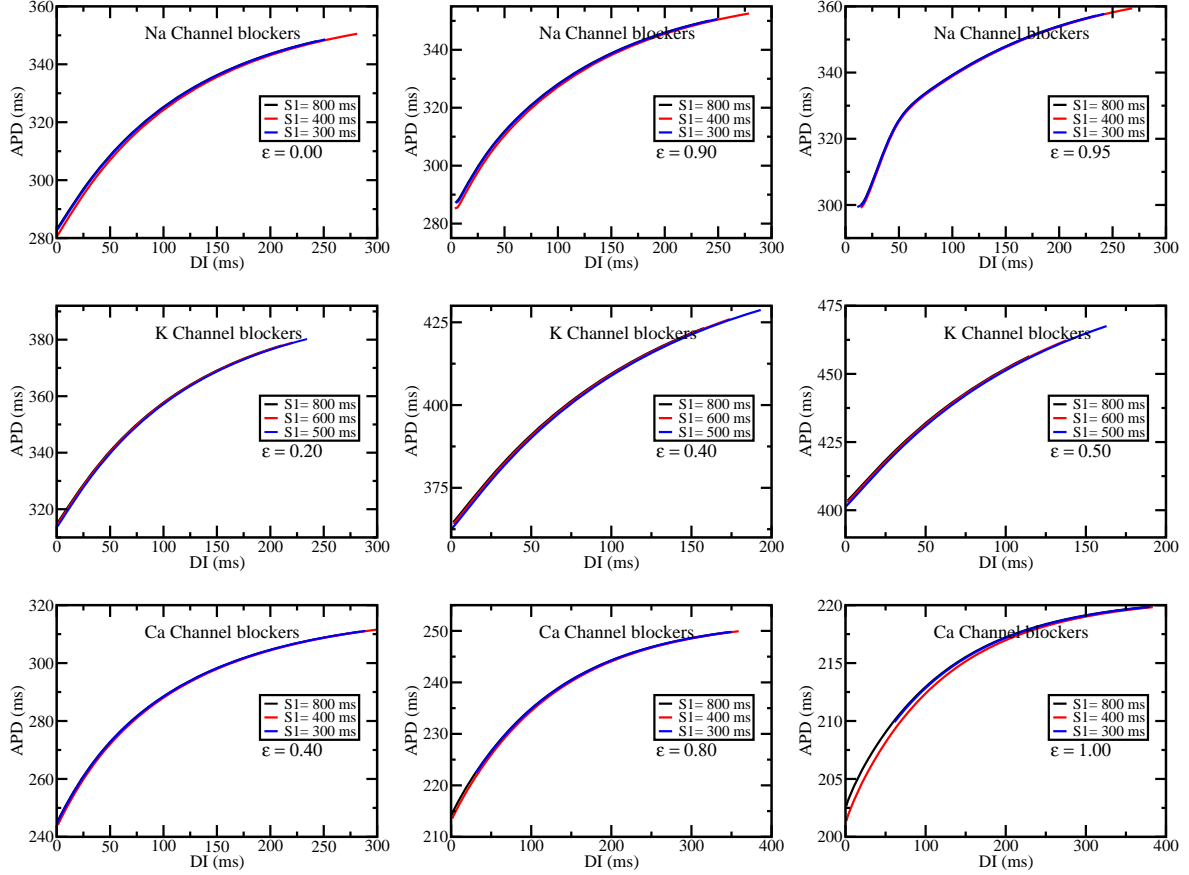 Na Channel blockers
APD (ms)
360
340
320
300
280
S1= 800 ms
S1= 400 ms
S1= 300 ms
ε = 0.00
0 50 100 150 200 250 300
DI (ms)
Na Channel blockers
APD (ms)
350
300
250
S1= 800 ms
S1= 400 ms
S1= 300 ms
ε = 0.90
0 50 100 150 200 250 300
DI (ms)
Na Channel blockers
APD (ms)
360
340
320
300
S1= 800 ms
S1= 400 ms
S1= 300 ms
ε = 0.95
0 50 100 150 200 250 300
DI (ms)
K Channel blockers
APD (ms)
380
360
340
320
S1= 800 ms
S1= 600 ms
S1= 500 ms
ε = 0.20
0 50 100 150 200 250 300
DI (ms)
K Channel blockers
APD (ms)
425
400
375
S1= 800 ms
S1= 600 ms
S1= 500 ms
ε = 0.40
0 50 100 150 200
DI (ms)
K Channel blockers
APD (ms)
475
450
425
400
S1= 800 ms
S1= 600 ms
S1= 500 ms
ε = 0.50
0 50 100 150 200
DI (ms)
Ca Channel blockers
APD (ms)
320
300
280
260
240
S1= 800 ms
S1= 400 ms
S1= 300 ms
ε = 0.40
0 50 100 150 200 250 300
DI (ms)
Ca Channel blockers
APD (ms)
250
240
230
220
210
S1= 800 ms
S1= 400 ms
S1= 300 ms
ε = 0.80
0 100 200 300 400
DI (ms)
Ca Channel blockers
APD (ms)
220
215
210
205
200
S1= 800 ms
S1= 400 ms
S1= 300 ms
ε = 1.00
0 100 200 300 400
DI (ms)